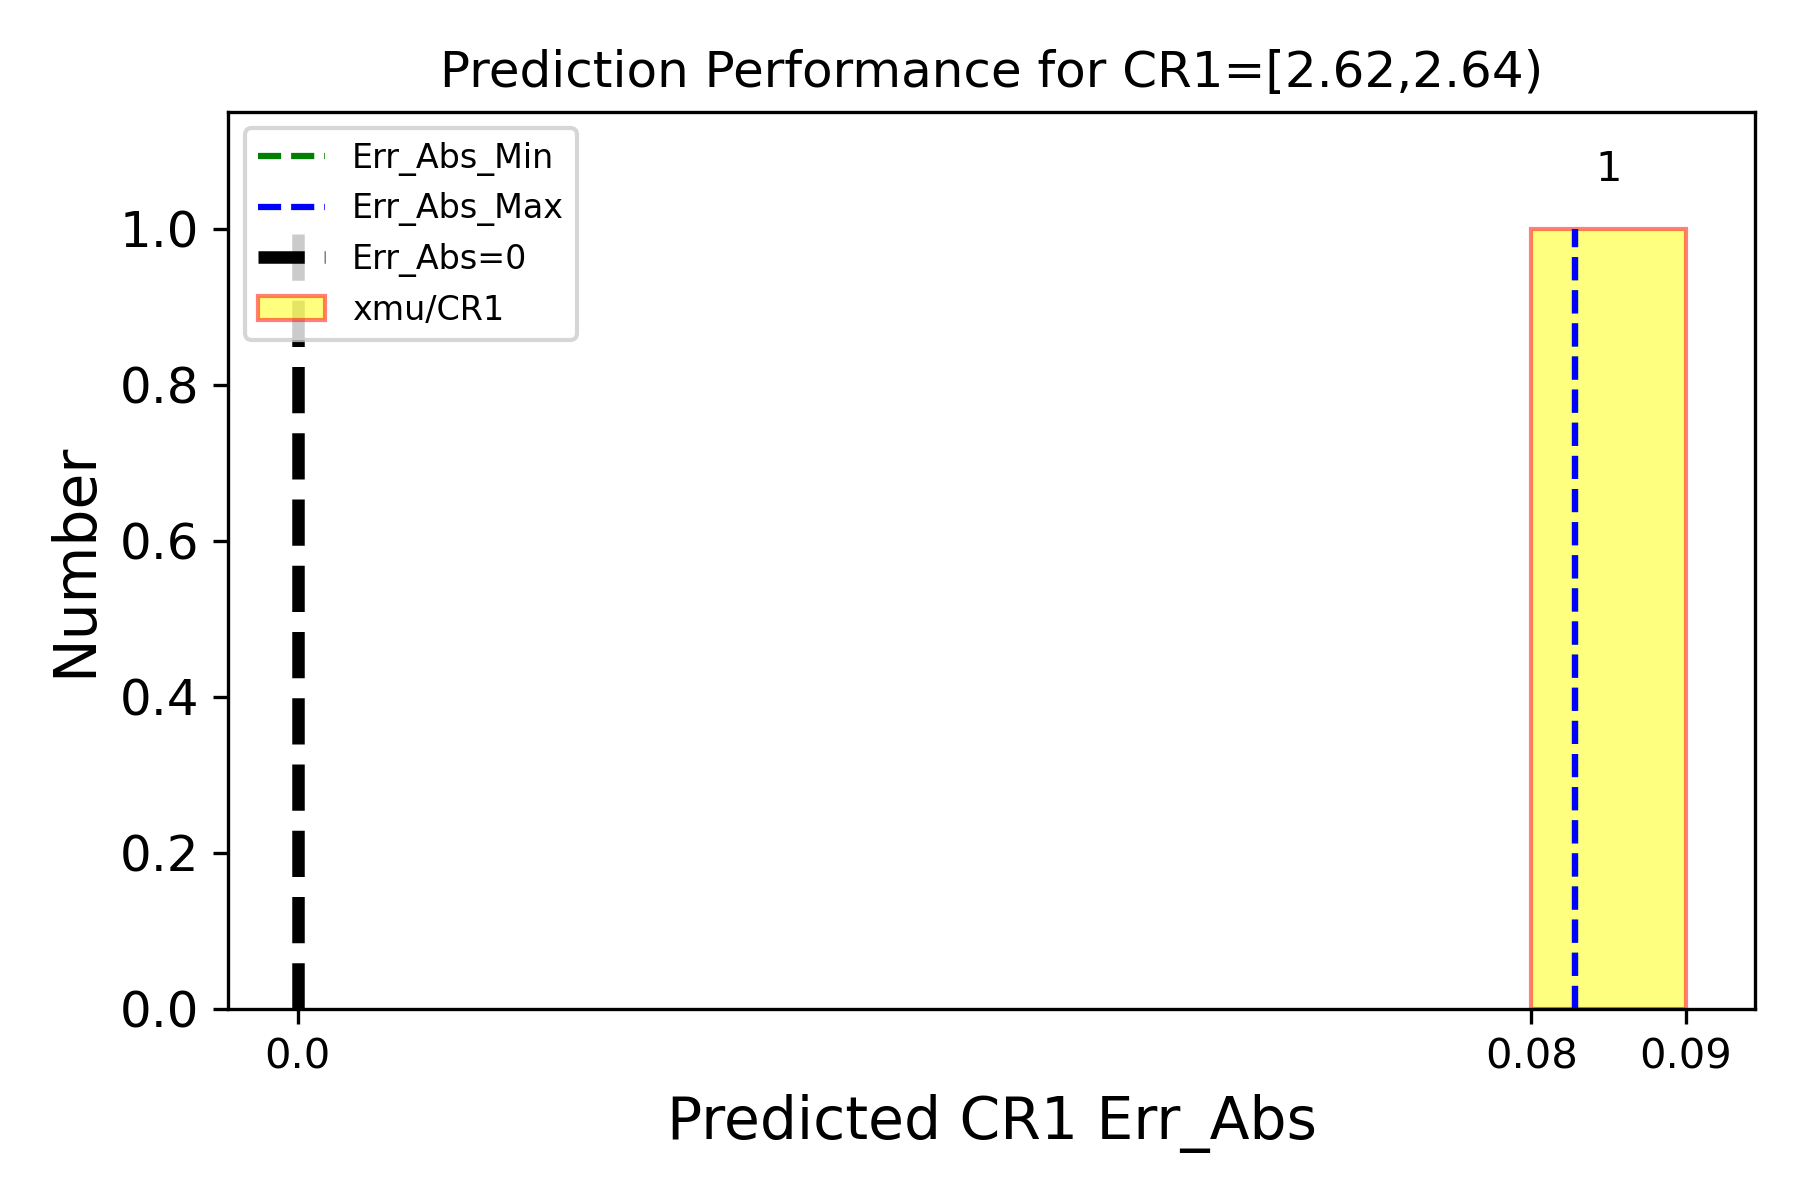 Prediction Performance for CR1=[2.62,2.64)
Err_Abs_Min
Err_Abs_Max
Err_Abs=0
xmu/CR1
1
1.0
0.8
0.6
0.4
0.2
0.0
Number
0.0
0.08
0.09
Predicted CR1 Err_Abs